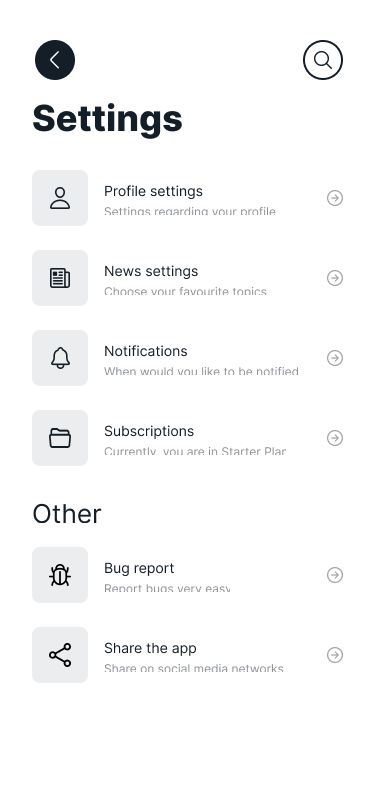 Settings
Profile settings
Settings regarding your profile
News settings
Choose your favourite topics
Notifications
When would you like to be notified
Subscriptions
Currently, you are in Starter Plan
Other
Bug report
Report bugs very easy
Share the app
Share on social media networks